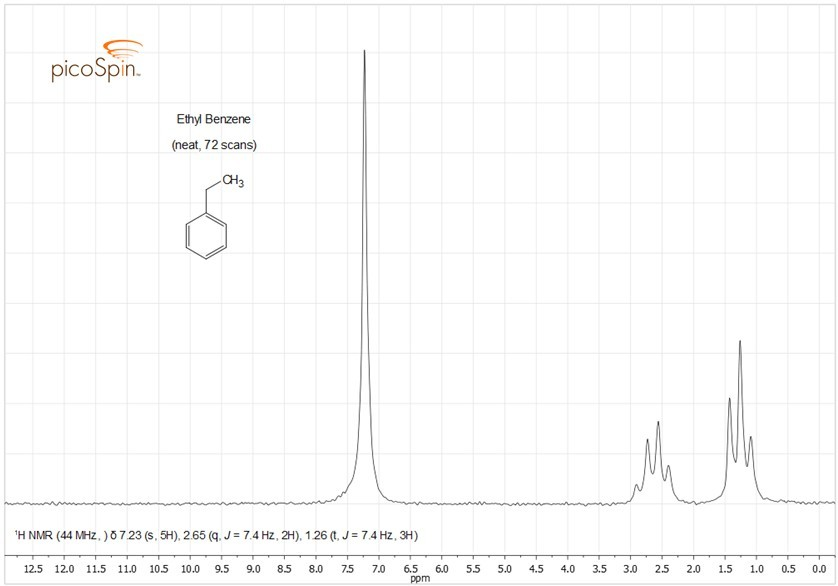 picoSpin™
Ethyl Benzene
(neat, 72 scans)
CH3
¹H NMR (44 MHz, ) δ 7.23 (s, 5H), 2.65 (q, J = 7.4 Hz, 2H), 1.26 (t, J = 7.4 Hz, 3H)
12.5 12.0 11.5 11.0 10.5 10.0 9.5 9.0 8.5 8.0 7.5 7.0 6.5 6.0 5.5 5.0 4.5 4.0 3.5 3.0 2.5 2.0 1.5 1.0 0.5 0.0
ppm